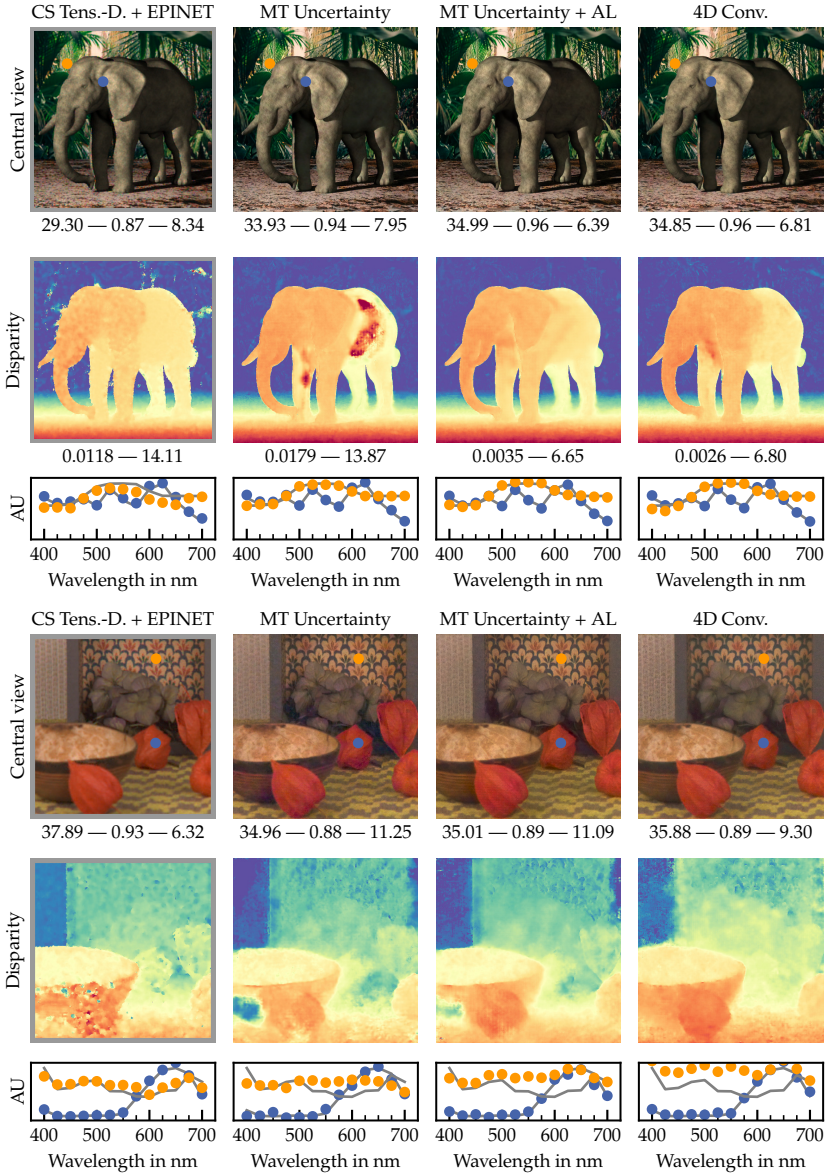 CS Tens.-D. + EPINET MT Uncertainty MT Uncertainty + AL 4D Conv.
Central view
29.30 — 0.87 — 8.34 33.93 — 0.94 — 7.95 34.99 — 0.96 — 6.39 34.85 — 0.96 — 6.81
Disparity
0.0118 — 14.11 0.0179 — 13.87 0.0035 — 6.65 0.0026 — 6.80
AU
400 500 600 700 400 500 600 700 400 500 600 700 400 500 600 700
Wavelength in nm Wavelength in nm Wavelength in nm Wavelength in nm
CS Tens.-D. + EPINET MT Uncertainty MT Uncertainty + AL 4D Conv.
Central view
37.89 — 0.93 — 6.32 34.96 — 0.88 — 11.25 35.01 — 0.89 — 11.09 35.88 — 0.89 — 9.30
Disparity
AU
400 500 600 700 400 500 600 700 400 500 600 700 400 500 600 700
Wavelength in nm Wavelength in nm Wavelength in nm Wavelength in nm